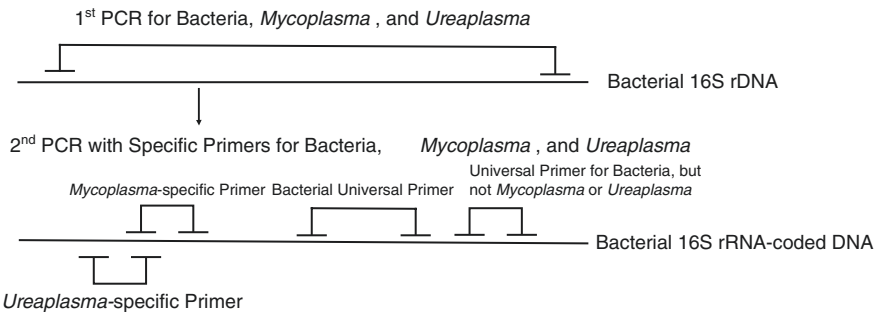 1st PCR for Bacteria, Mycoplasma , and Ureaplasma
Bacterial 16S rDNA
2nd PCR with Specific Primers for Bacteria, Mycoplasma , and Ureaplasma
Universal Primer for Bacteria, but
not Mycoplasma or Ureaplasma
Mycoplasma-specific Primer
Bacterial Universal Primer
Bacterial 16S rRNA-coded DNA
Ureaplasma-specific Primer